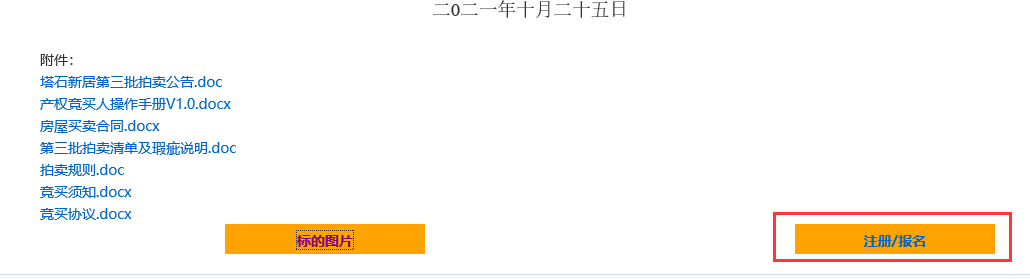 二0二一年十月二十五日
附件：
塔石新居第三批拍卖公告.doc
产权竞买人操作手册V1.0.docx
房屋买卖合同.docx
第三批拍卖清单及瑕疵说明.doc
拍卖规则.doc
竞买须知.docx
竞买协议.docx
标的图片
注册/报名